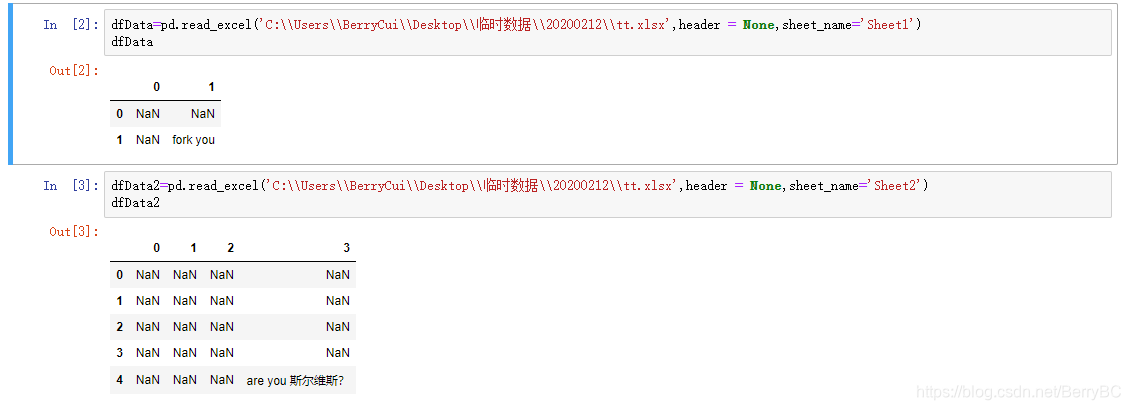 In [2]: dfData=pd.read_excel('C:\\Users\\BerryCui\\Desktop\\临时数据\\20200212\\tt.xlsx',header = None,sheet_name='Sheet1')
dfData
Out[2]:
0 1
0 NaN NaN
1 NaN fork you
In [3]: dfData2=pd.read_excel('C:\\Users\\BerryCui\\Desktop\\临时数据\\20200212\\tt.xlsx',header = None,sheet_name='Sheet2')
dfData2
Out[3]:
0 1 2 3
0 NaN NaN NaN NaN
1 NaN NaN NaN NaN
2 NaN NaN NaN NaN
3 NaN NaN NaN NaN
4 NaN NaN NaN are you 斯尔维斯?
https://blog.csdn.net/BerryBC